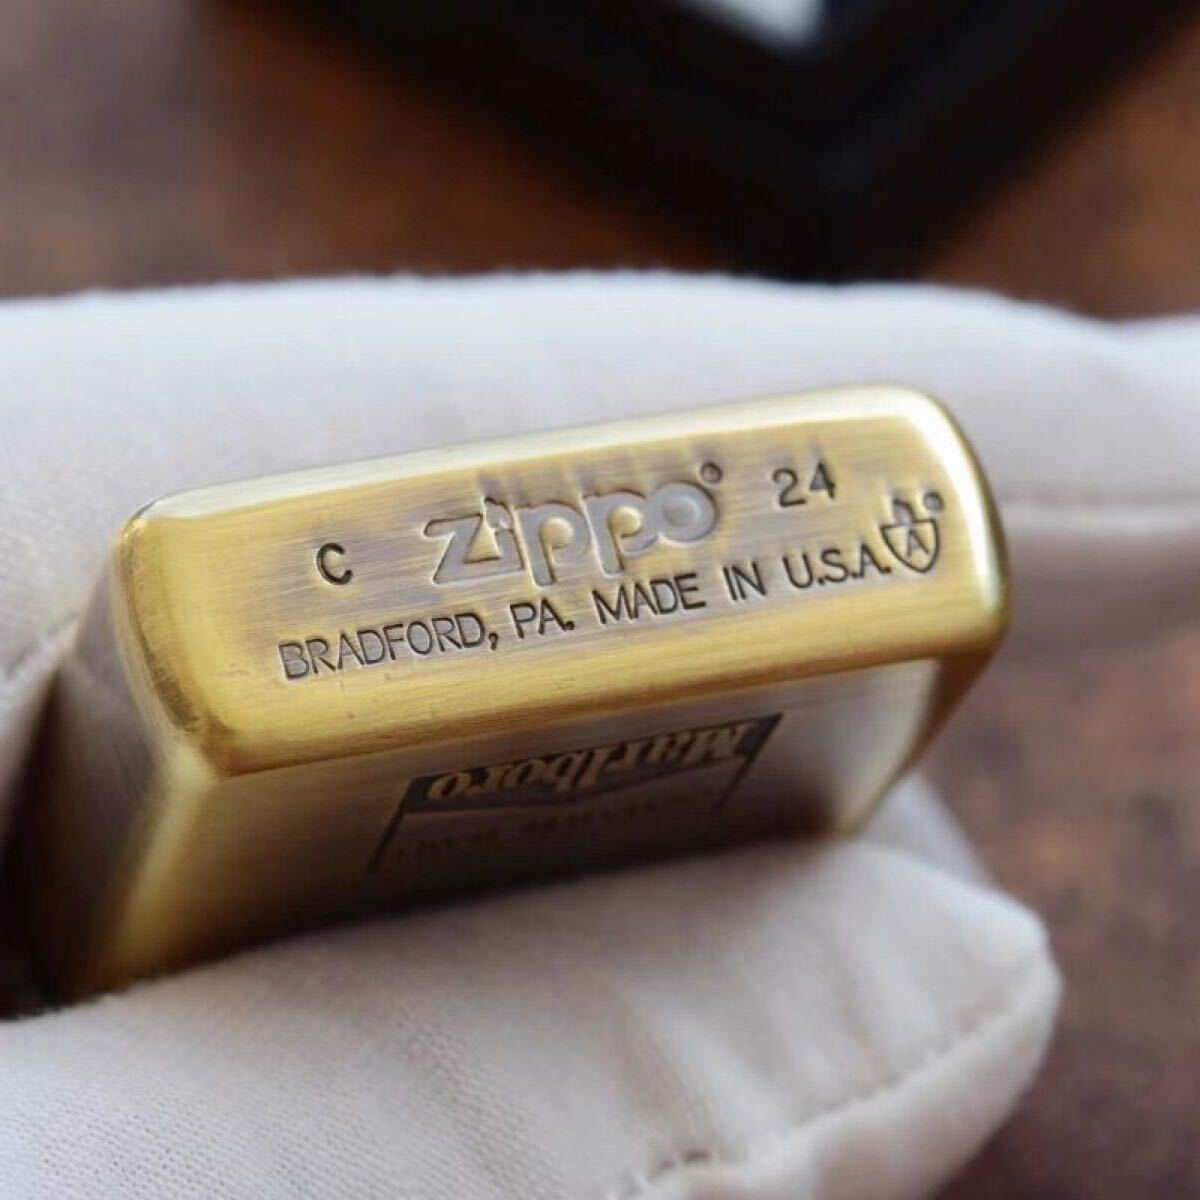 C Zippo® 24
BRADFORD, PA. MADE IN U.S.A. A®
Marlboro